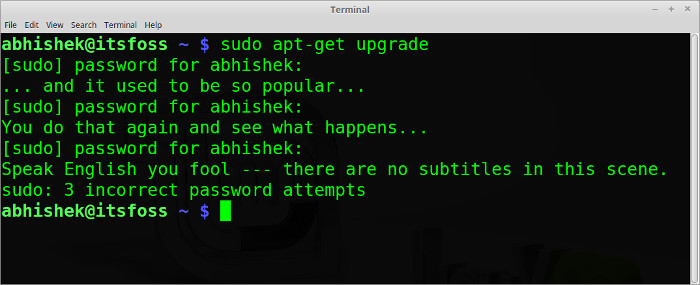 Terminal
File Edit View Search Terminal Help
abhishek@itsfoss ~ $ sudo apt-get upgrade
[sudo] password for abhishek:
... and it used to be so popular...
[sudo] password for abhishek:
You do that again and see what happens...
[sudo] password for abhishek:
Speak English you fool --- there are no subtitles in this scene.
sudo: 3 incorrect password attempts
abhishek@itsfoss ~ $